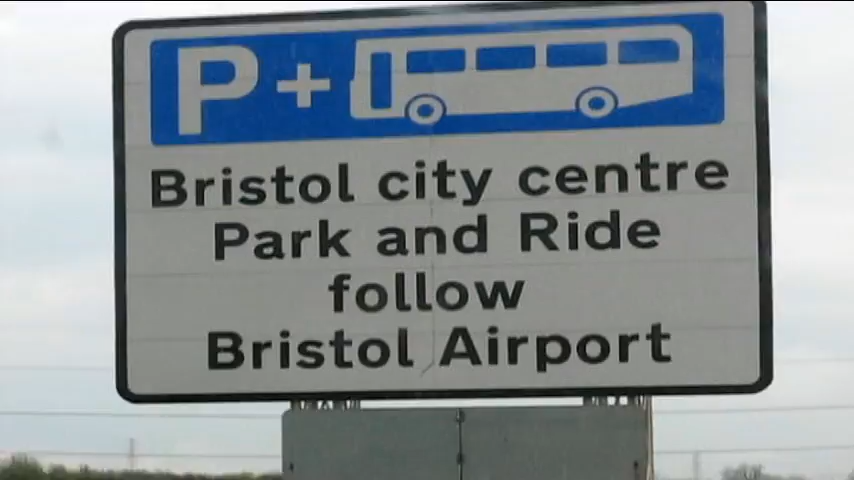 P+
Bristol city centre
Park and Ride
follow
Bristol Airport